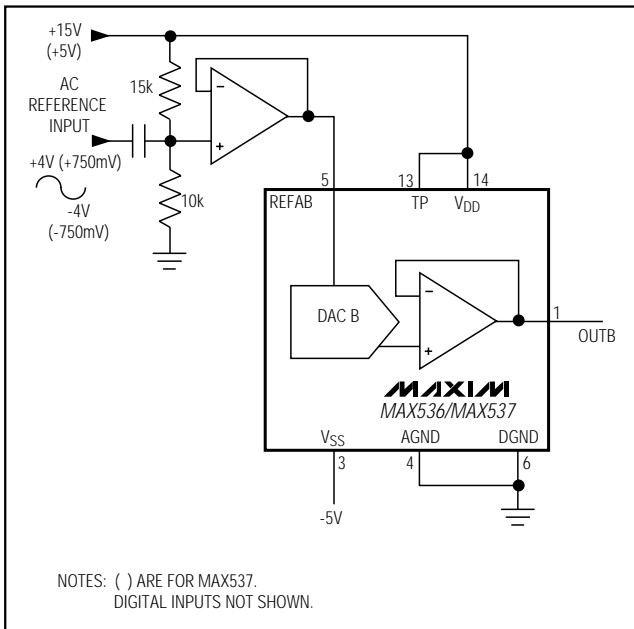 +15V
(+5V)
AC
REFERENCE
INPUT
15k
+4V (+750mV)
-4V
(-750mV)
10k
−
+
5
13
14
REFAB
TP
VDD
DAC B
−
+
1
OUTB
MAXIM
MAX536/MAX537
VSS
AGND
DGND
3
4
6
-5V
NOTES: ( ) ARE FOR MAX537.
DIGITAL INPUTS NOT SHOWN.